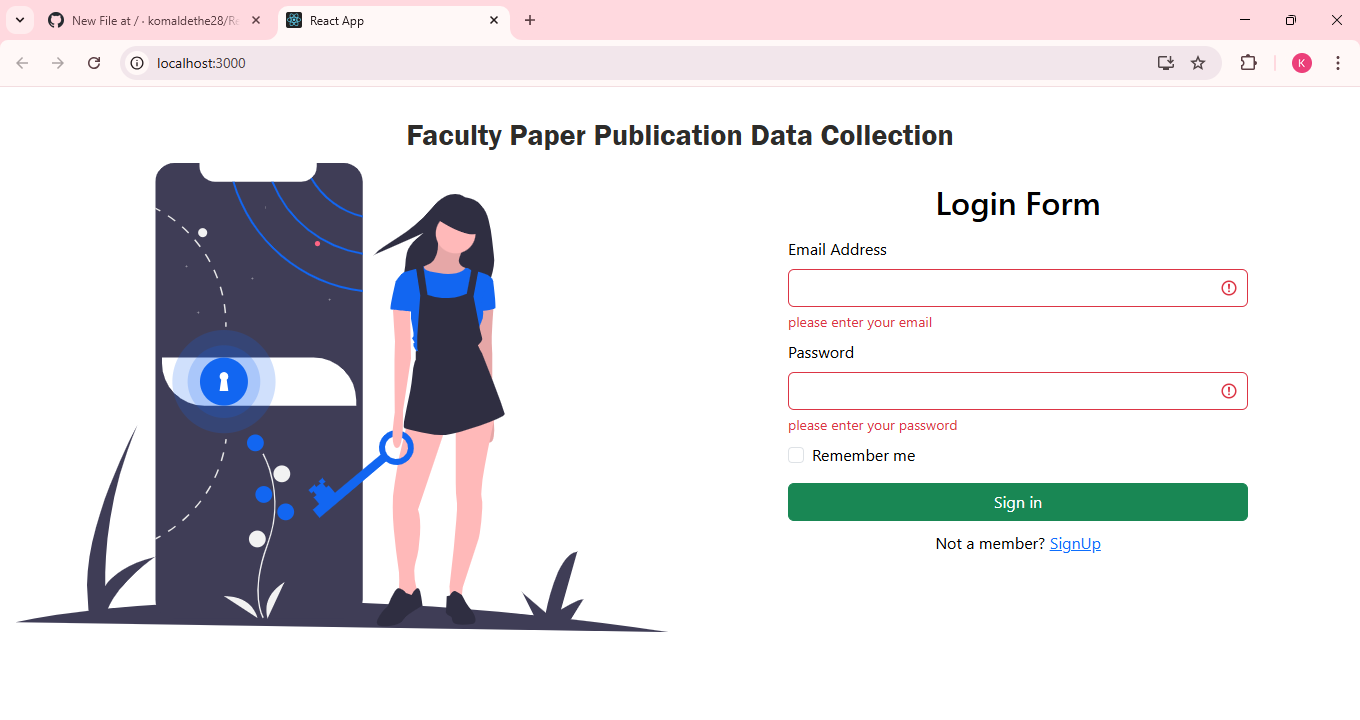 New File at / · komaldethe28/Re
React App
localhost:3000
K
Faculty Paper Publication Data Collection
Login Form
Email Address
please enter your email
Password
please enter your password
Remember me
Sign in
Not a member? SignUp